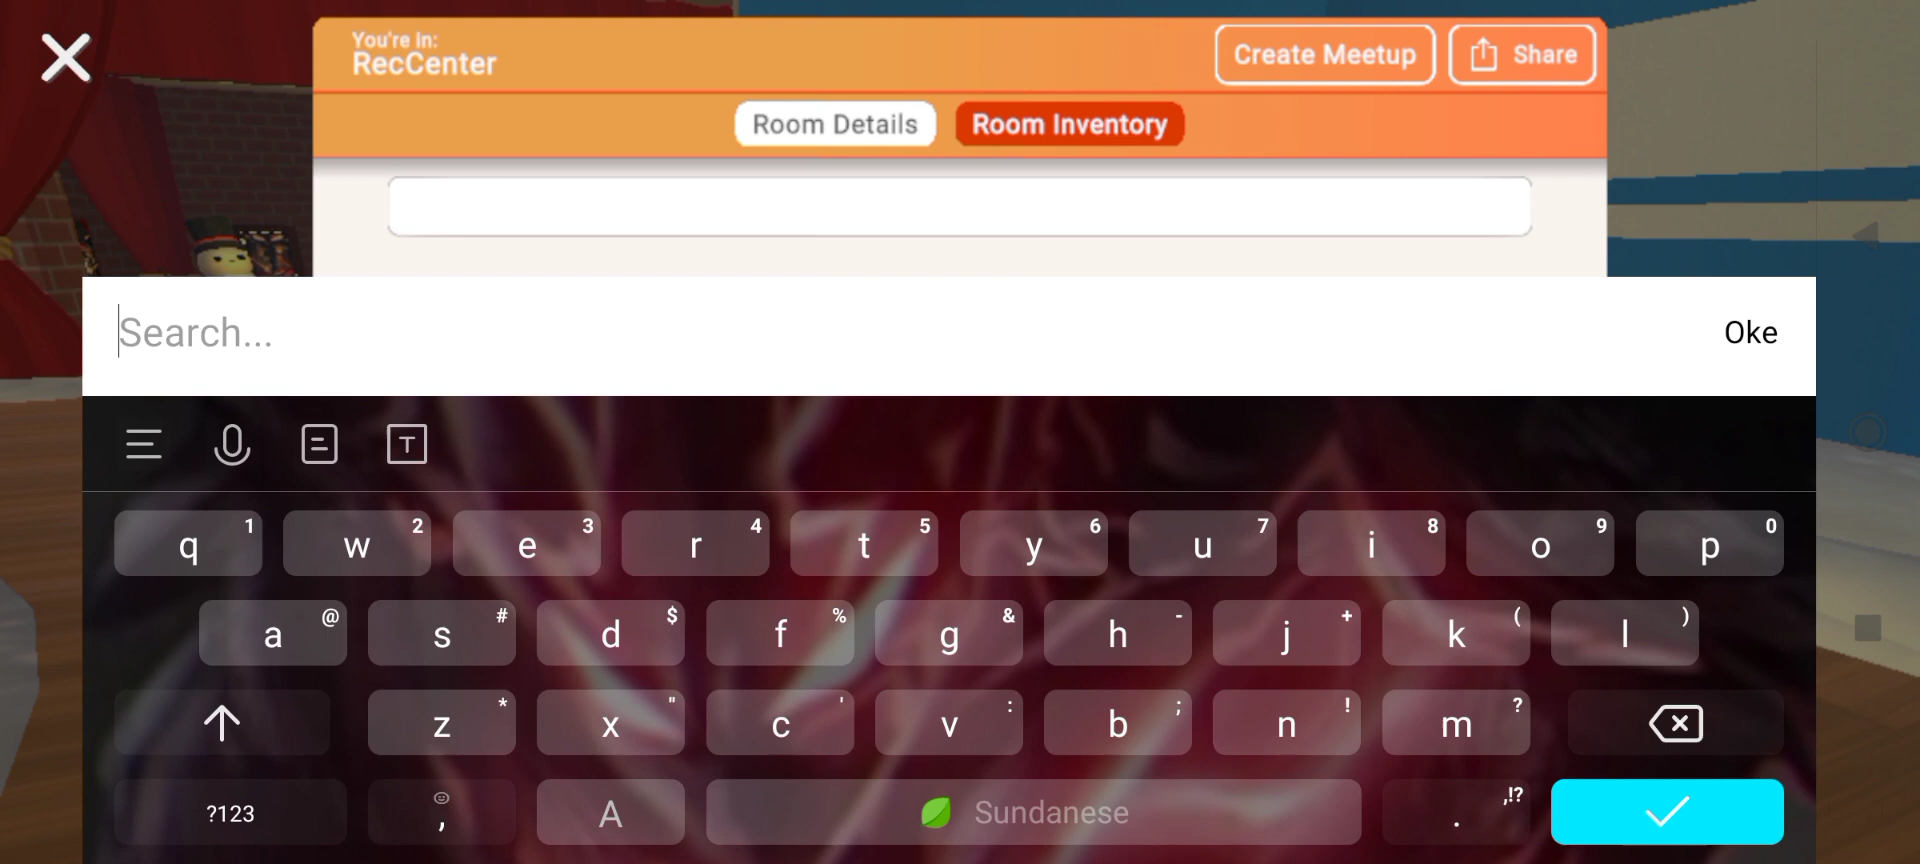 You're in:
RecCenter
Create Meetup
Share
Room Details
Room Inventory
Search...
Oke
T
1 2 3 4 5 6 7 8 9 0
q w e r t y u i o p
@ # $ % & - + ( )
a s d f g h j k l
* " ' : ; ! ?
z x c v b n m
?123 , A Sundanese . ,!?